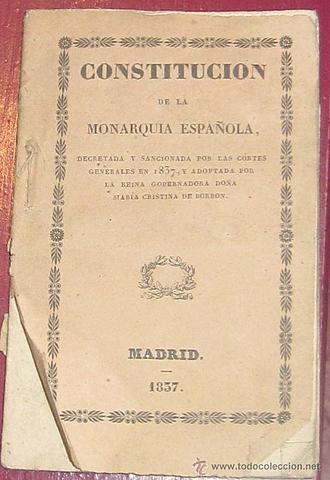 CONSTITUCION
DE LA
MONARQUIA ESPAÑOLA,
DECRETADA Y SANCIONADA POR LAS CORTES
GENERALES EN 1837, Y ADOPTADA POR
LA REINA GOBERNADORA DOÑA
MARÍA CRISTINA DE BORBON.
MADRID.
1837.
www.todocoleccion.net